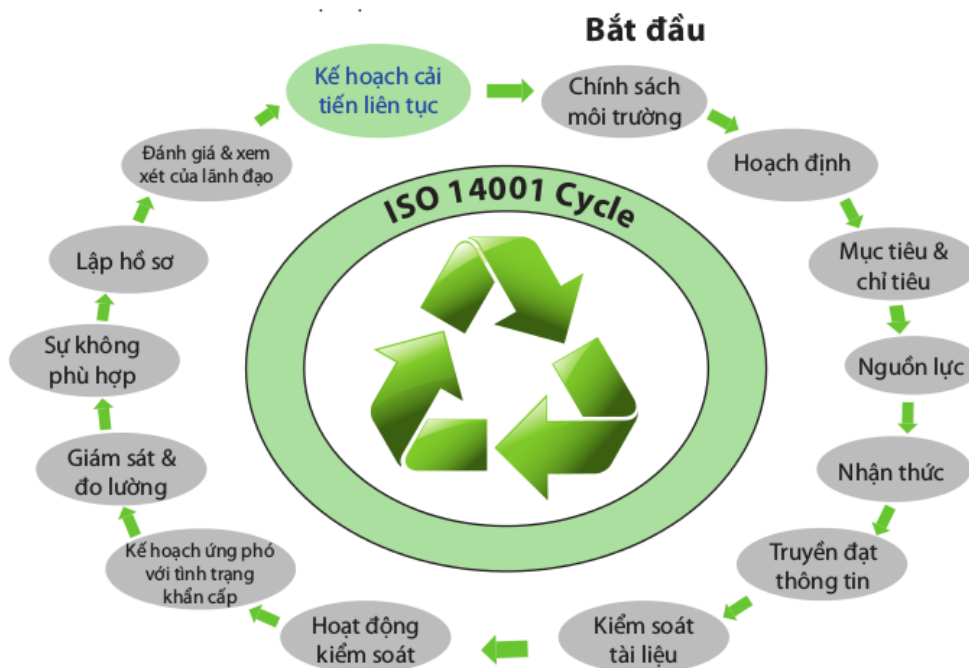 Bắt đầu
Kế hoạch cải
tiến liên tục
Chính sách
môi trường
Hoạch định
Mục tiêu &
chỉ tiêu
Nguồn lực
Nhận thức
Truyền đạt
thông tin
Kiểm soát
tài liệu
Hoạt động
kiểm soát
Kế hoạch ứng phó
với tình trạng
khẩn cấp
Giám sát &
đo lường
Sự không
phù hợp
Lập hồ sơ
Đánh giá & xem
xét của lãnh đạo
ISO 14001 Cycle